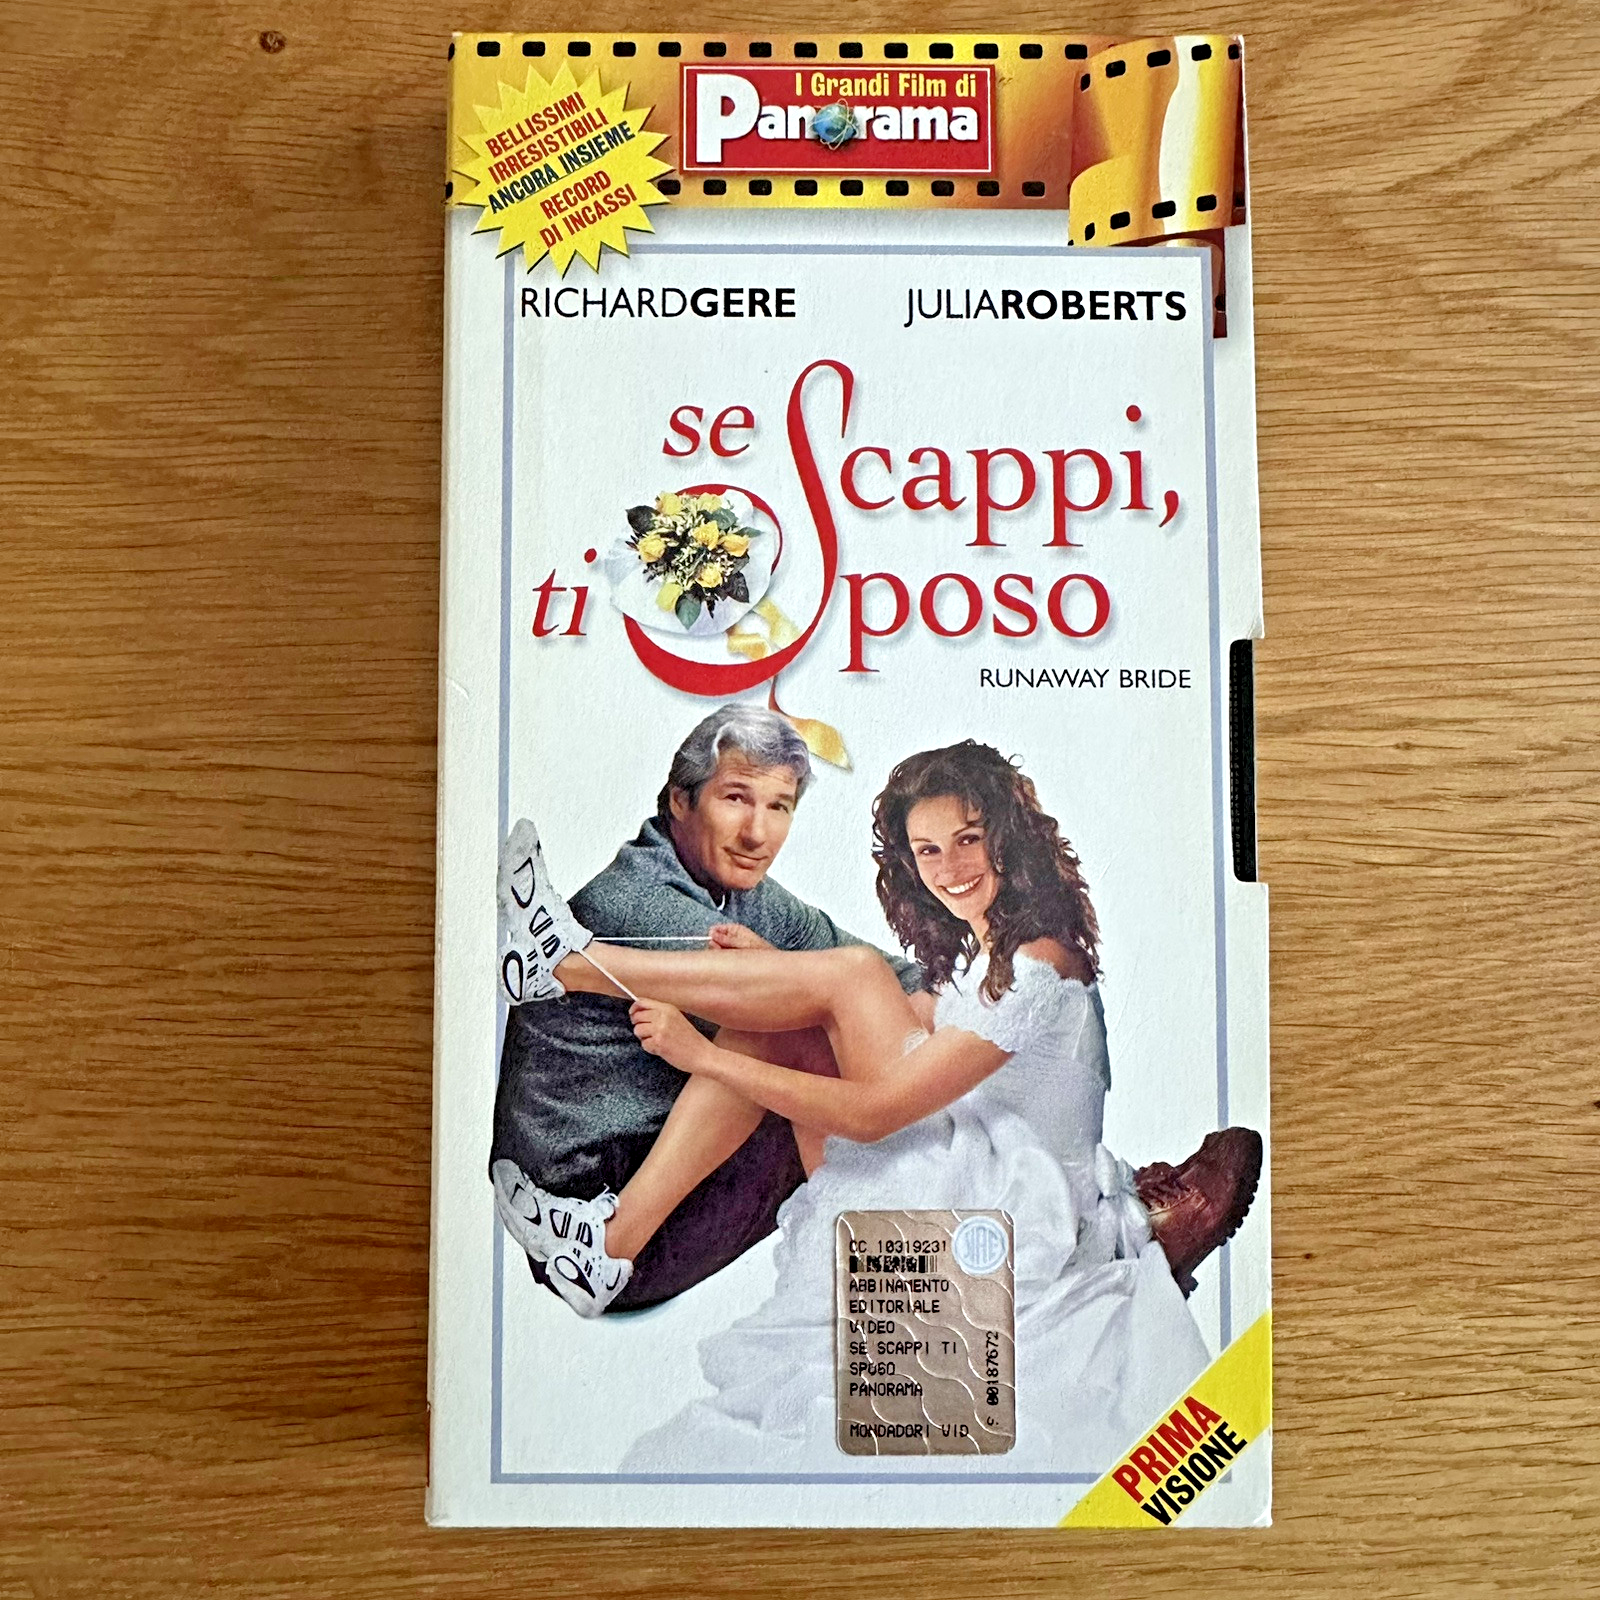 I Grandi Film di
Panorama
BELLISSIMI
IRRESISTIBILI
ANCORA INSIEME
RECORD
DI INCASSI
RICHARDGERE
JULIAROBERTS
se Scappi,
ti Sposo
RUNAWAY BRIDE
CC 10319231
SIAE
ABBINAMENTO
EDITORIALE
VIDEO
SE SCAPPI TI
SPOSO
PANORAMA
MONDADORI VID
00187672
PRIMA
VISIONE